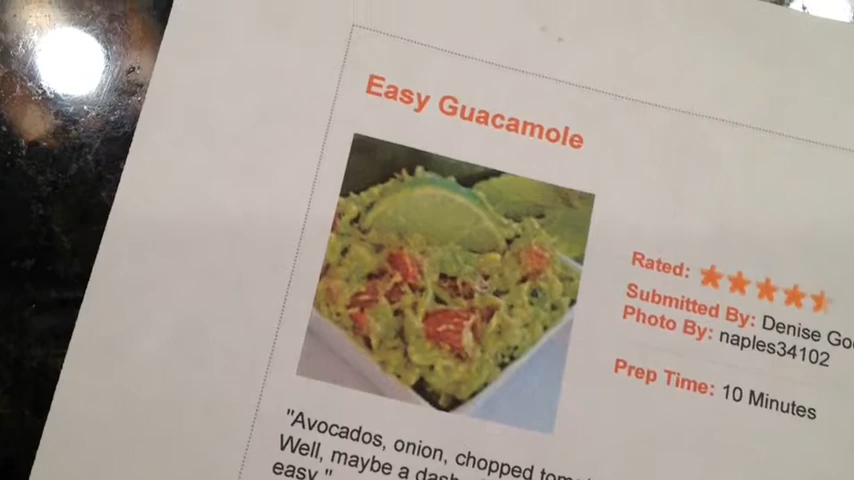 Easy Guacamole
Rated:
Submitted By: Denise
Photo By: naples34102
Prep Time: 10 Minutes
"Avocados, onion, chopped
Well, maybe a
easy."